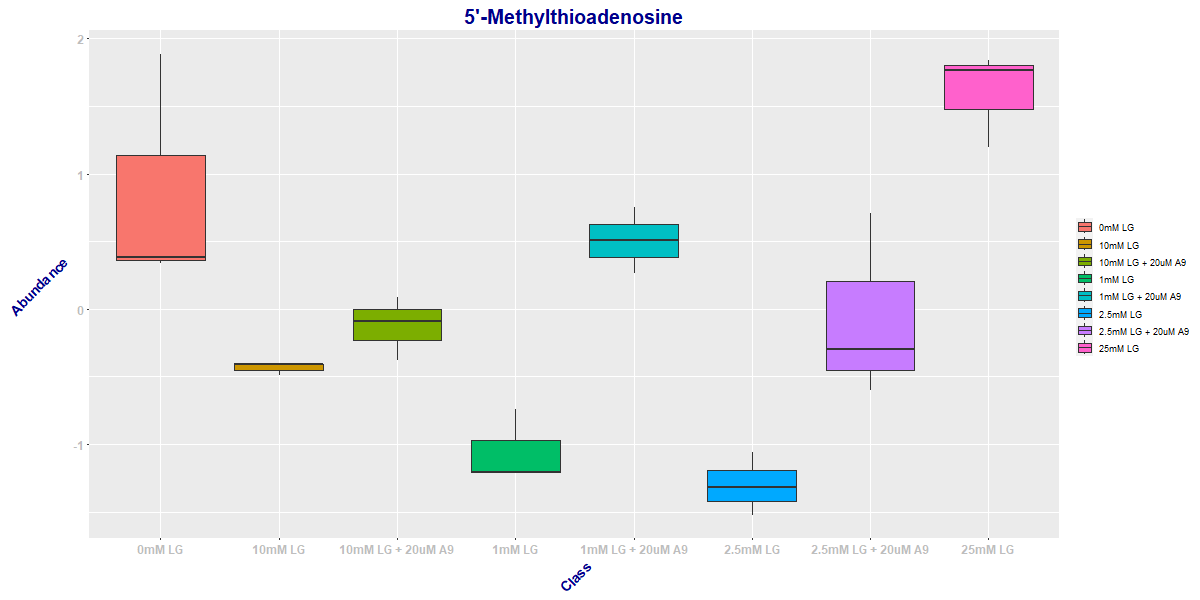 5'-Methylthioadenosine
Abundance
2
1
0
-1
0mM LG
10mM LG
10mM LG + 20uM A9
1mM LG
1mM LG + 20uM A9
2.5mM LG
2.5mM LG + 20uM A9
25mM LG
Class
0mM LG
10mM LG
10mM LG + 20uM A9
1mM LG
1mM LG + 20uM A9
2.5mM LG
2.5mM LG + 20uM A9
25mM LG